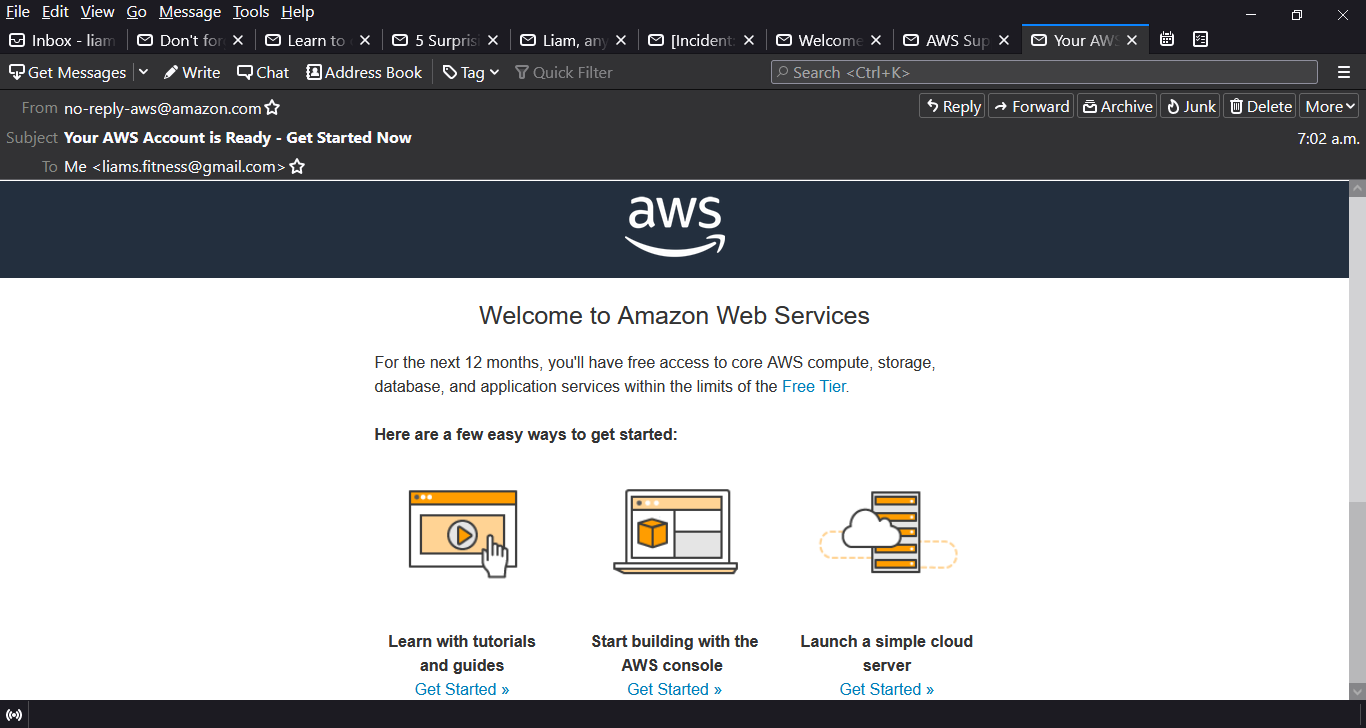 File Edit View Go Message Tools Help
Inbox - liam Don't for Learn to 5 Surpris Liam, any [Incident: Welcome AWS Sup Your AWS
Get Messages Write Chat Address Book Tag Quick Filter Search <Ctrl+K>
From no-reply-aws@amazon.com Reply Forward Archive Junk Delete More
Subject Your AWS Account is Ready - Get Started Now 7:02 a.m.
To Me <liams.fitness@gmail.com>
aws
Welcome to Amazon Web Services
For the next 12 months, you'll have free access to core AWS compute, storage,
database, and application services within the limits of the Free Tier.
Here are a few easy ways to get started:
Learn with tutorials
and guides
Get Started »
Start building with the
AWS console
Get Started »
Launch a simple cloud
server
Get Started »